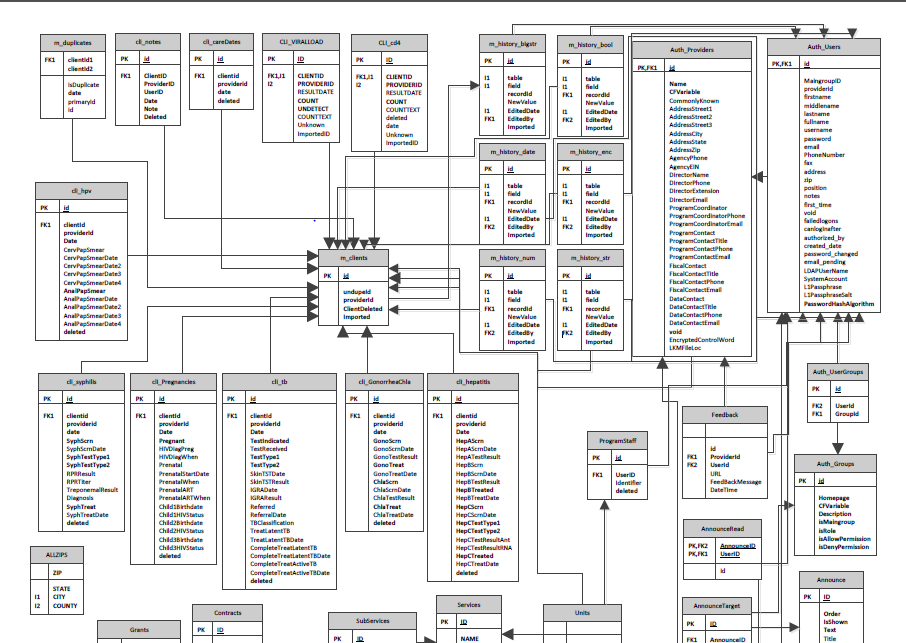 m_duplicates
FK1 clientid1
clientid2
isDuplicate
date
primaryid
id
cli_notes
PK id
FK1 ClientID
ProviderID
UserID
Date
Note
Deleted
cli_careDates
PK id
FK1 clientid
providerid
date
deleted
CLI_VIRALLOAD
PK ID
FK1,I1 CLIENTID
I2 PROVIDERID
RESULTDATE
COUNT
UNDETECT
COUNTTEXT
Unknown
ImportedID
CLI_cd4
PK ID
FK1,I1 CLIENTID
I2 PROVIDERID
RESULTDATE
COUNT
COUNTTEXT
deleted
date
Unknown
ImportedID
m_history_bigstr
PK id
I1 table
I1 field
FK1 recordid
NewValue
I1 EditedDate
FK2 EditedBy
Imported
m_history_bool
PK id
I1 table
I1 field
FK1 recordid
NewValue
I1 EditedDate
FK2 EditedBy
Imported
m_history_date
PK id
I1 table
I1 field
FK1 recordId
NewValue
I1 EditedDate
FK2 EditedBy
Imported
m_history_enc
PK id
I1 table
I1 field
FK1 recordId
NewValue
I1 EditedDate
FK2 EditedBy
Imported
m_history_num
PK id
I1 table
I1 field
FK1 recordId
NewValue
I1 EditedDate
FK2 EditedBy
Imported
m_history_str
PK id
I1 table
I1 field
FK1 recordId
NewValue
I1 EditedDate
FK2 EditedBy
Imported
Auth_Providers
PK,FK1 id
Name
CFVariable
CommonlyKnown
AddressStreet1
AddressStreet2
AddressStreet3
AddressCity
AddressState
AddressZip
AgencyPhone
AgencyEIN
DirectorName
DirectorPhone
DirectorExtension
DirectorEmail
ProgramCoordinator
ProgramCoordinatorPhone
ProgramCoordinatorEmail
ProgramContact
ProgramContactTitle
ProgramContactPhone
ProgramContactEmail
FiscalContact
FiscalContactTitle
FiscalContactPhone
FiscalContactEmail
DataContact
DataContactTitle
DataContactPhone
DataContactEmail
void
EncryptedControlWord
LKMFileLoc
Auth_Users
PK,FK1 id
MaingroupID
providerid
firstname
middlename
lastname
fullname
username
password
email
PhoneNumber
fax
address
zip
position
notes
first_time
void
failedlogons
canloginafter
authorized_by
created_date
password_changed
email_pending
LDAPUserName
SystemAccount
L1Passphrase
L1PassphraseSalt
PasswordHashAlgorithm
cli_hpv
PK id
FK1 clientid
providerid
Date
CervPapSmear
CervPapSmearDate
CervPapSmearDate2
CervPapSmearDate3
CervPapSmearDate4
AnalPapSmear
AnalPapSmearDate
AnalPapSmearDate2
AnalPapSmearDate3
AnalPapSmearDate4
deleted
m_clients
PK id
undupeid
providerid
ClientDeleted
Imported
cli_syphilis
PK id
FK1 clientid
providerid
date
SyphScrn
SyphScrnDate
SyphTestType1
SyphTestType2
RPRResult
RPRTiter
TreponemalResult
Diagnosis
SyphTreat
SyphTreatDate
deleted
cli_Pregnancies
PK id
FK1 clientid
providerid
Date
Pregnant
HIVDiagPreg
HIVDiagWhen
Prenatal
PrenatalStartDate
PrenatalWhen
PrenatalART
PrenatalARTWhen
Child1Birthdate
Child1HIVStatus
Child2Birthdate
Child2HIVStatus
Child3Birthdate
Child3HIVStatus
deleted
cli_tb
PK id
FK1 clientid
providerid
Date
TestIndicated
TestReceived
TestType1
TestType2
SkinTSTDate
SkinTSTResult
IGRADate
IGRAResult
Referred
ReferralDate
TBClassification
TreatLatentTB
TreatLatentTBDate
CompleteTreatLatentTB
CompleteTreatLatentTBDate
CompleteTreatActiveTB
CompleteTreatActiveTBDate
deleted
cli_GonorrheaChla
PK id
FK1 clientid
providerid
date
GonoScrn
GonoScrnDate
GonoTestResult
GonoTreat
GonoTreatDate
ChlaScrn
ChlaScrnDate
ChlaTestResult
ChlaTreat
ChlaTreatDate
deleted
cli_hepatitis
PK id
FK1 clientid
providerid
Date
HepAScrn
HepAScrnDate
HepATestResult
HepBScrn
HepBScrnDate
HepBTestResult
HepBTreated
HepBTreatDate
HepCScrn
HepCScrnDate
HepCTestType1
HepCTestType2
HepCTestResultAnt
HepCTestResultRNA
HepCTreated
HepCTreatDate
deleted
ProgramStaff
PK id
FK1 UserID
Identifier
deleted
Feedback
id
FK1 ProviderId
FK2 UserId
URL
FeedBackMessage
DateTime
Auth_UserGroups
PK id
FK2 UserId
FK1 GroupId
Auth_Groups
PK id
Homepage
CFVariable
Description
isMaingroup
isRole
isAllowPermission
isDenyPermission
AnnounceRead
PK,FK2 AnnounceID
PK,FK1 UserID
id
ALLZIPS
ZIP
STATE
I1 CITY
I2 COUNTY
Grants
Contracts
PK ID
SubServices
PK ID
Services
PK ID
NAME
Units
AnnounceTarget
PK ID
FK1 AnnounceID
Announce
PK ID
Order
IsShown
Text
Title